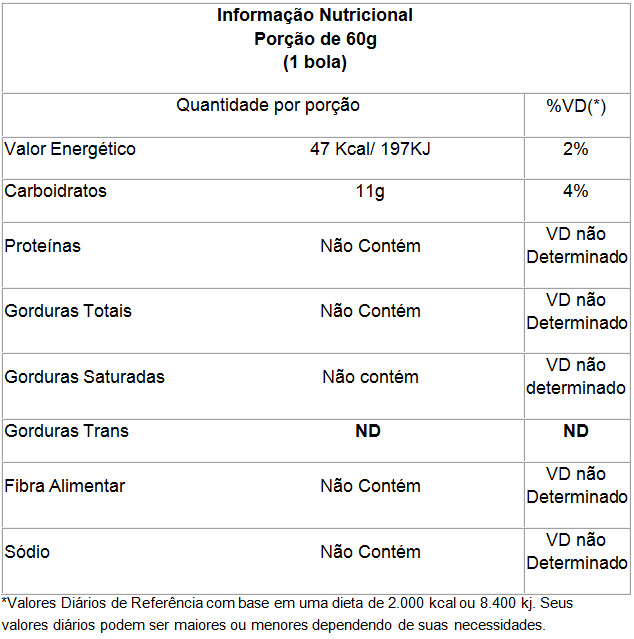 Informação Nutricional
Porção de 60g
(1 bola)
Quantidade por porção %VD(*)
Valor Energético 47 Kcal/ 197KJ 2%
Carboidratos 11g 4%
Proteínas Não Contém VD não
Determinado
Gorduras Totais Não Contém VD não
Determinado
Gorduras Saturadas Não contém VD não
determinado
Gorduras Trans ND ND
Fibra Alimentar Não Contém VD não
Determinado
Sódio Não Contém VD não
Determinado
*Valores Diários de Referência com base em uma dieta de 2.000 kcal ou 8.400 kj. Seus
valores diários podem ser maiores ou menores dependendo de suas necessidades.